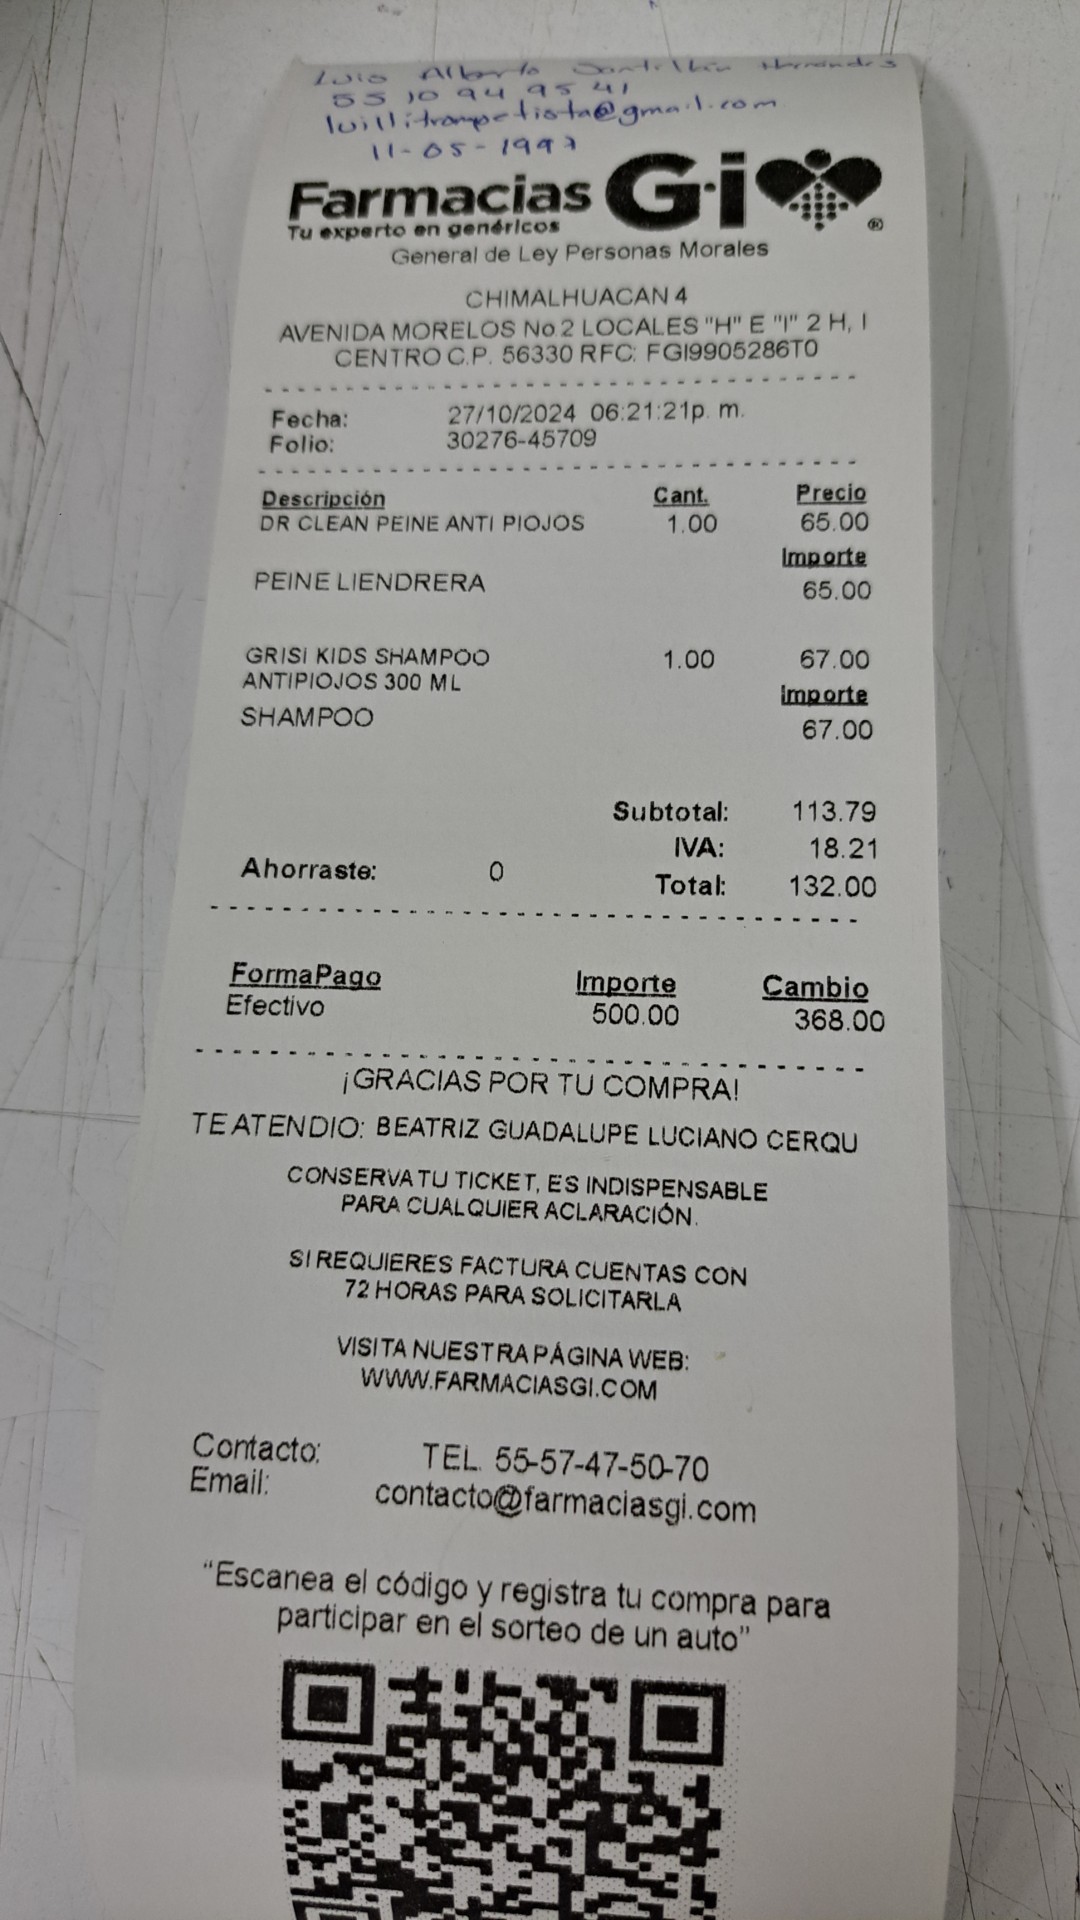 Luis Alberto Santillán Hernández
55 10 94 95 41
luillitrompetista@gmail.com
11-05-1997
Farmacias G·i
Tu experto en genéricos
®
General de Ley Personas Morales
CHIMALHUACAN 4
AVENIDA MORELOS No 2 LOCALES "H" E "I" 2 H, I
CENTRO C.P. 56330 RFC: FGI9905286T0
Fecha: 27/10/2024 06:21:21p. m.
Folio: 30276-45709
Descripción Cant. Precio
DR CLEAN PEINE ANTI PIOJOS 1.00 65.00
Importe
PEINE LIENDRERA 65.00
GRISI KIDS SHAMPOO 1.00 67.00
ANTIPIOJOS 300 ML Importe
SHAMPOO 67.00
Subtotal: 113.79
IVA: 18.21
Ahorraste: 0 Total: 132.00
FormaPago Importe Cambio
Efectivo 500.00 368.00
¡GRACIAS POR TU COMPRA!
TE ATENDIO: BEATRIZ GUADALUPE LUCIANO CERQU
CONSERVA TU TICKET, ES INDISPENSABLE
PARA CUALQUIER ACLARACIÓN.
SI REQUIERES FACTURA CUENTAS CON
72 HORAS PARA SOLICITARLA
VISITA NUESTRA PÁGINA WEB:
WWW.FARMACIASGI.COM
Contacto: TEL. 55-57-47-50-70
Email: contacto@farmaciasgi.com
“Escanea el código y registra tu compra para
participar en el sorteo de un auto”